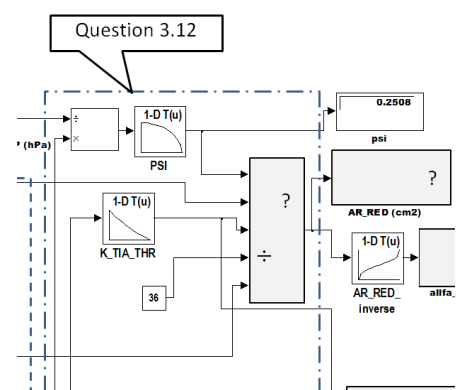 Question 3.12
÷
×
P (hPa)
1-D T(u)
PSI
0.2508
psi
?
?
AR_RED (cm2)
1-D T(u)
K_TIA_THR
÷
36
1-D T(u)
AR_RED_
inverse
allfa_